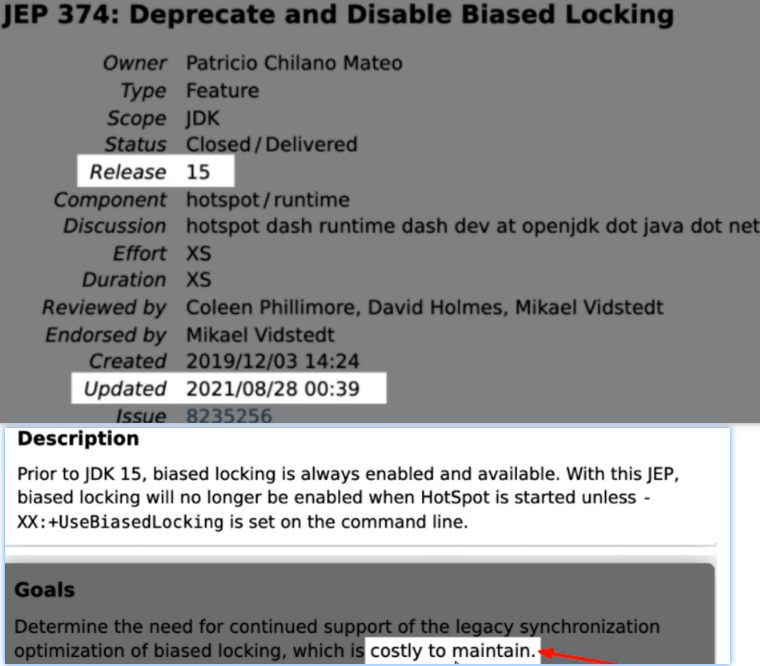 JEP 374: Deprecate and Disable Biased Locking
Owner Patricio Chilano Mateo
Type Feature
Scope JDK
Status Closed / Delivered
Release 15
Component hotspot / runtime
Discussion hotspot dash runtime dash dev at openjdk dot java dot net
Effort XS
Duration XS
Reviewed by Coleen Phillimore, David Holmes, Mikael Vidstedt
Endorsed by Mikael Vidstedt
Created 2019/12/03 14:24
Updated 2021/08/28 00:39
Issue 8235256
Description
Prior to JDK 15, biased locking is always enabled and available. With this JEP,
biased locking will no longer be enabled when HotSpot is started unless -
XX:+UseBiasedLocking is set on the command line.
Goals
Determine the need for continued support of the legacy synchronization
optimization of biased locking, which is costly to maintain.